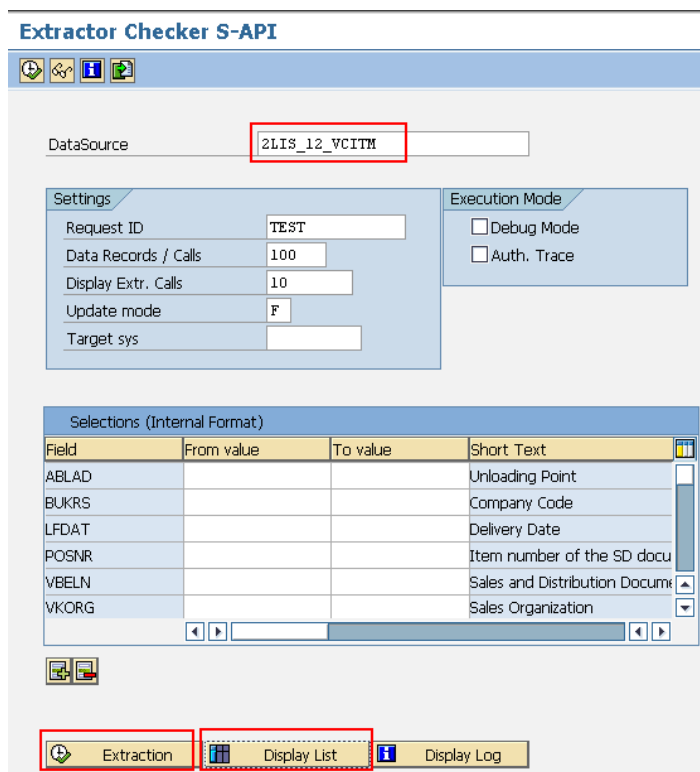 Extractor Checker S-API
DataSource 2LIS_12_VCITM
Settings Execution Mode
Request ID TEST Debug Mode
Data Records / Calls 100 Auth. Trace
Display Extr. Calls 10
Update mode F
Target sys
Selections (Internal Format)
Field From value To value Short Text
ABLAD Unloading Point
BUKRS Company Code
LFDAT Delivery Date
POSNR Item number of the SD docu
VBELN Sales and Distribution Docume
VKORG Sales Organization
Extraction Display List Display Log